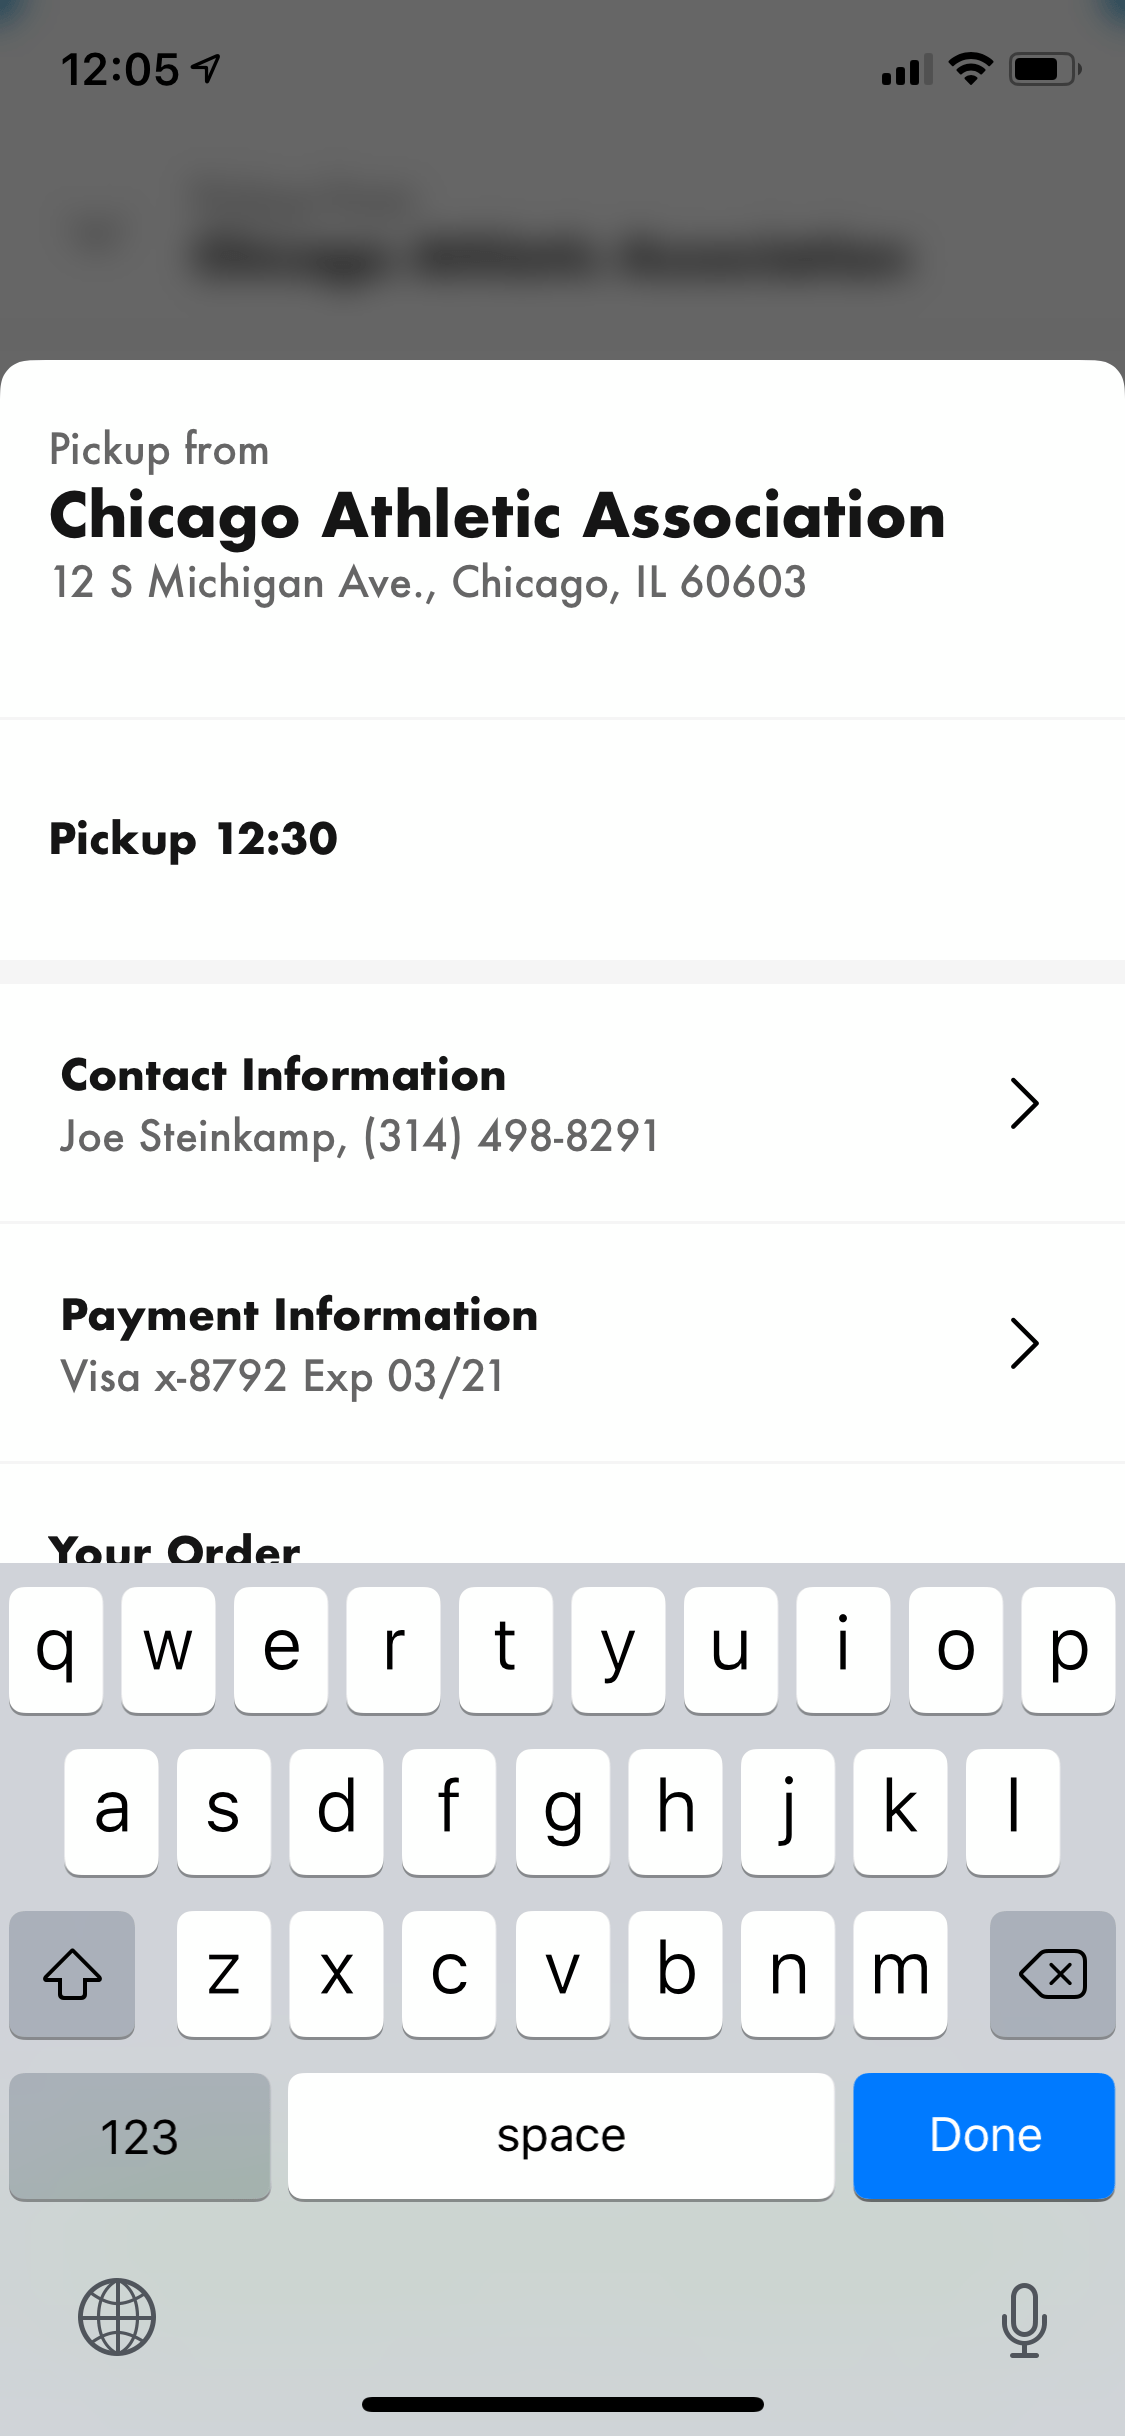 12:05
Pickup from
Chicago Athletic Association
12 S Michigan Ave., Chicago, IL 60603
Pickup 12:30
Contact Information
Joe Steinkamp, (314) 498-8291
Payment Information
Visa x-8792 Exp 03/21
Your Order
q w e r t y u i o p
a s d f g h j k l
z x c v b n m
123 space Done